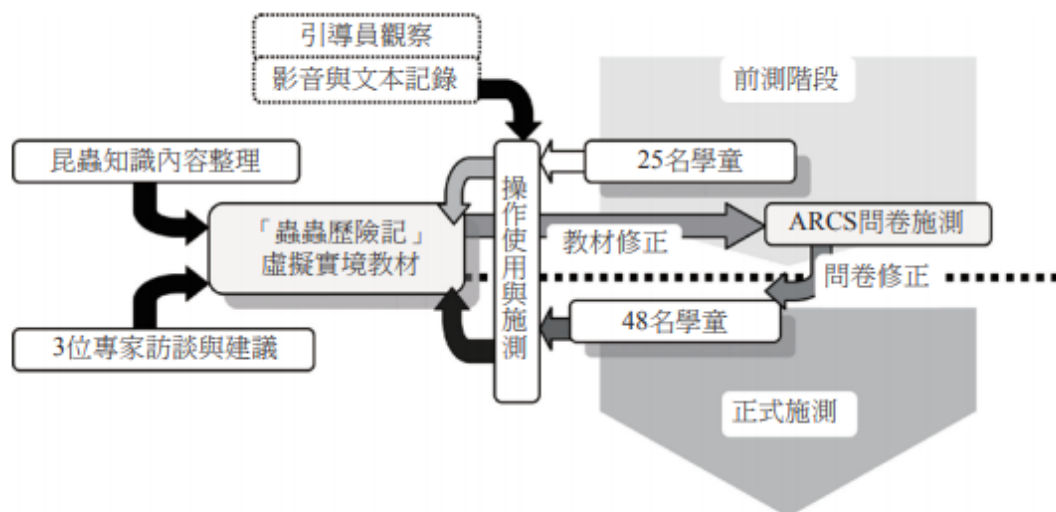 引導員觀察
影音與文本記錄
前測階段
昆蟲知識內容整理
25名學童
操作使用與施測
「蟲蟲歷險記」
虛擬實境教材
ARCS問卷施測
教材修正
問卷修正
3位專家訪談與建議
48名學童
正式施測